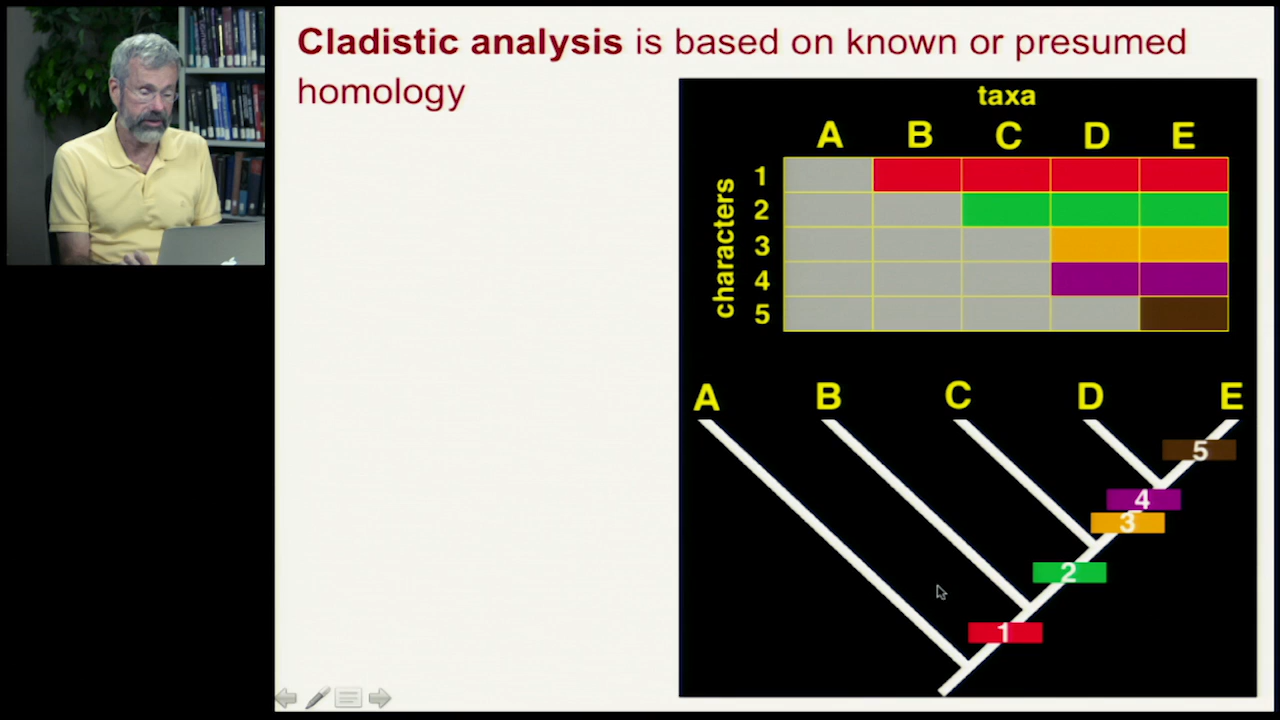 Cladistic analysis is based on known or presumed
homology
taxa
A B C D E
characters
1
2
3
4
5
A B C D E
5
4
3
2
1